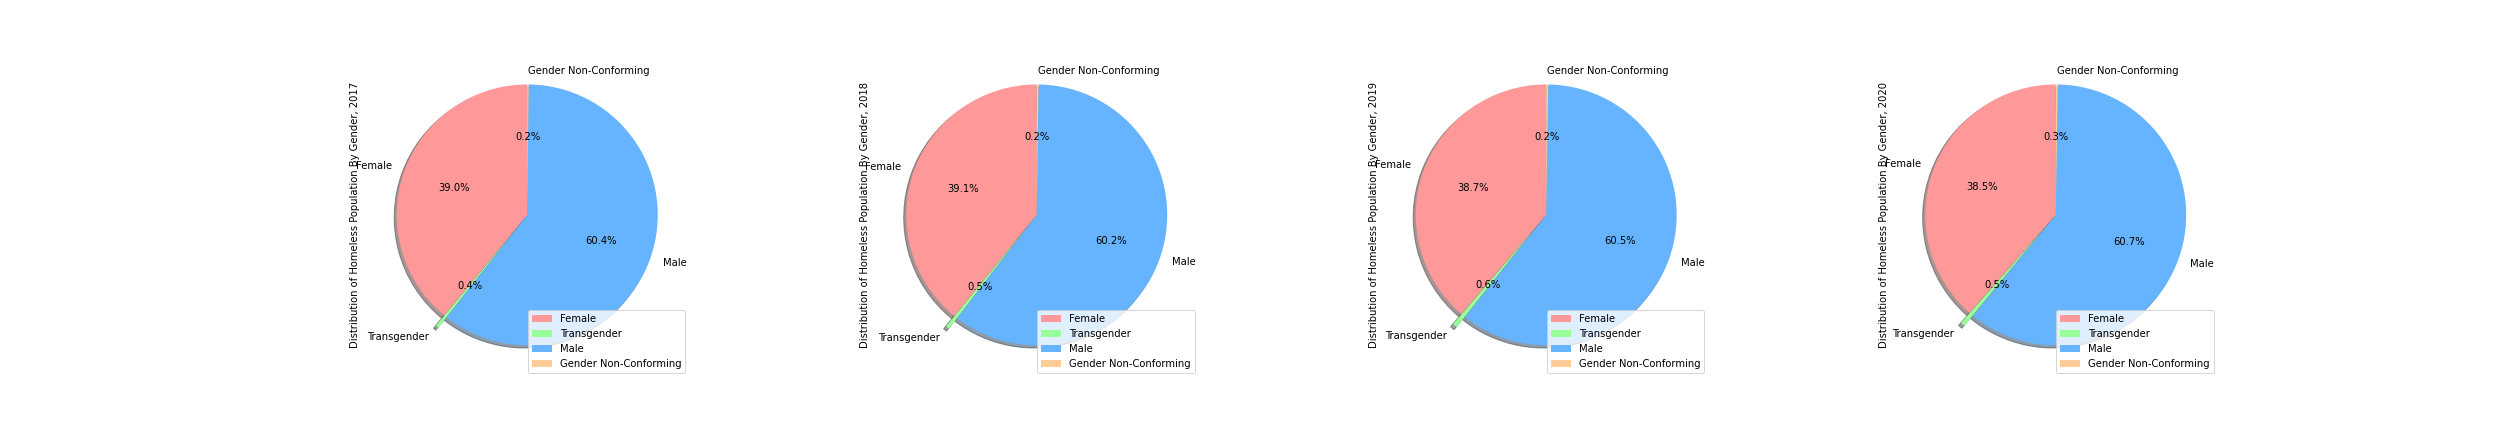 Distribution of Homeless Population By Gender, 2017
Gender Non-Conforming
0.2%
Female
39.0%
60.4%
Male
0.4%
Transgender
Female
Transgender
Male
Gender Non-Conforming
Distribution of Homeless Population By Gender, 2018
Gender Non-Conforming
0.2%
Female
39.1%
60.2%
Male
0.5%
Transgender
Female
Transgender
Male
Gender Non-Conforming
Distribution of Homeless Population By Gender, 2019
Gender Non-Conforming
0.2%
Female
38.7%
60.5%
Male
0.6%
Transgender
Female
Transgender
Male
Gender Non-Conforming
Distribution of Homeless Population By Gender, 2020
Gender Non-Conforming
0.3%
Female
38.5%
60.7%
Male
0.5%
Transgender
Female
Transgender
Male
Gender Non-Conforming